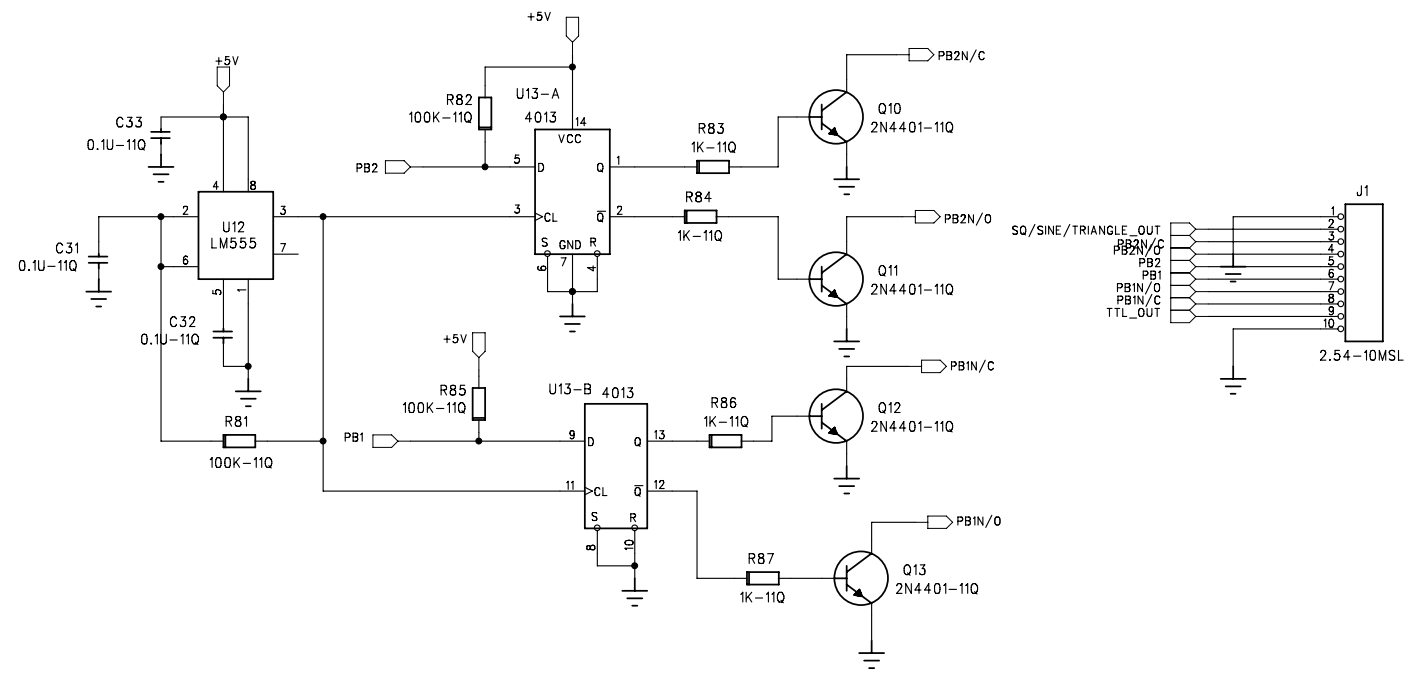 +5V
C33
0.1U-11Q
4
8
2
3
U12
LM555
7
6
5
1
C31
0.1U-11Q
C32
0.1U-11Q
R81
100K-11Q
+5V
R82
100K-11Q
U13-A
4013
14
VCC
PB2
5
D
Q
1
3
CL
Q
2
S
GND
R
6
7
4
R83
1K-11Q
R84
1K-11Q
PB2N/C
Q10
2N4401-11Q
PB2N/O
Q11
2N4401-11Q
+5V
R85
100K-11Q
U13-B
4013
PB1
9
D
Q
13
11
CL
Q
12
S
R
8
10
R86
1K-11Q
PB1N/C
Q12
2N4401-11Q
R87
1K-11Q
PB1N/O
Q13
2N4401-11Q
J1
1
SQ/SINE/TRIANGLE_OUT
2
PB2N/C
3
PB2N/O
4
PB2
5
PB1
6
PB1N/O
7
PB1N/C
8
TTL_OUT
9
10
2.54-10MSL